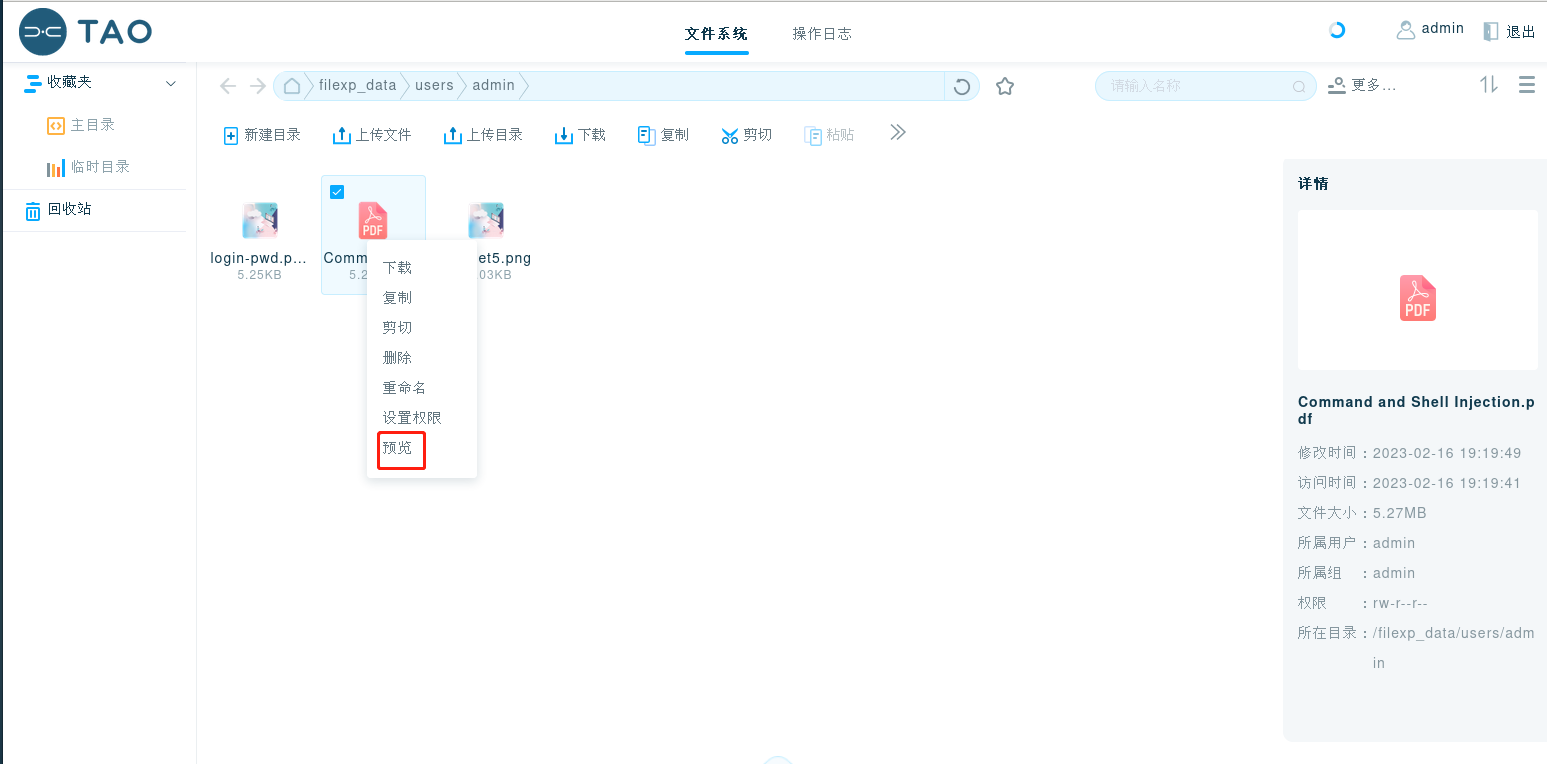 TAO
文件系统
操作日志
admin
退出
收藏夹
主目录
临时目录
回收站
filexp_data
users
admin
请输入名称
更多...
新建目录
上传文件
上传目录
下载
复制
剪切
粘贴
login-pwd.p...
5.25KB
PDF
Comm
5.2
et5.png
03KB
下载
复制
剪切
删除
重命名
设置权限
预览
详情
PDF
Command and Shell Injection.p
df
修改时间：2023-02-16 19:19:49
访问时间：2023-02-16 19:19:41
文件大小：5.27MB
所属用户：admin
所属组：admin
权限：rw-r--r--
所在目录：/filexp_data/users/adm
in